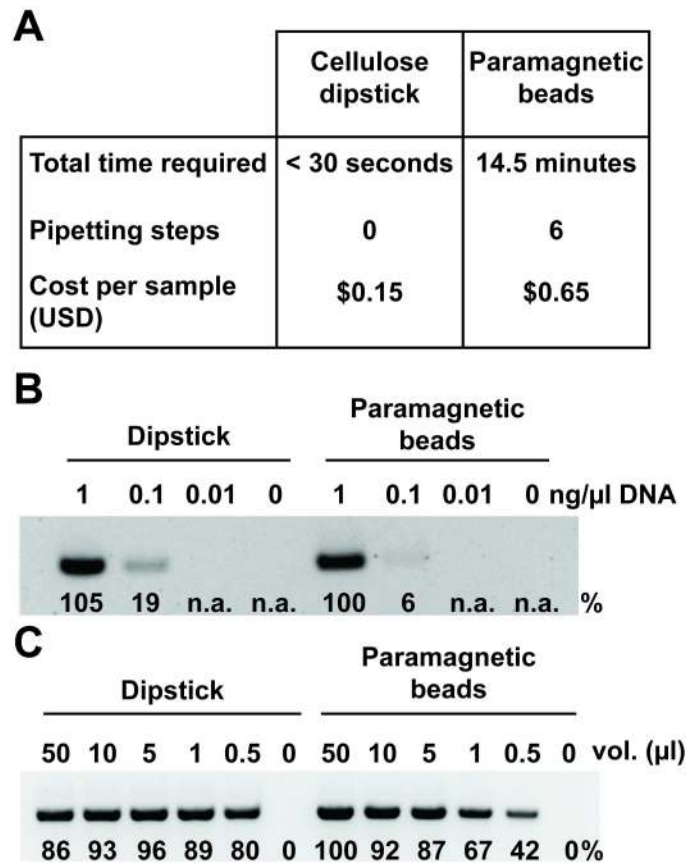 A
Cellulose dipstick
Paramagnetic beads
Total time required < 30 seconds 14.5 minutes
Pipetting steps 0 6
Cost per sample (USD) $0.15 $0.65
B
Dipstick
Paramagnetic beads
1 0.1 0.01 0 1 0.1 0.01 0 ng/µl DNA
105 19 n.a. n.a. 100 6 n.a. n.a. %
C
Dipstick
Paramagnetic beads
50 10 5 1 0.5 0 50 10 5 1 0.5 0 vol. (µl)
86 93 96 89 80 0 100 92 87 67 42 0%